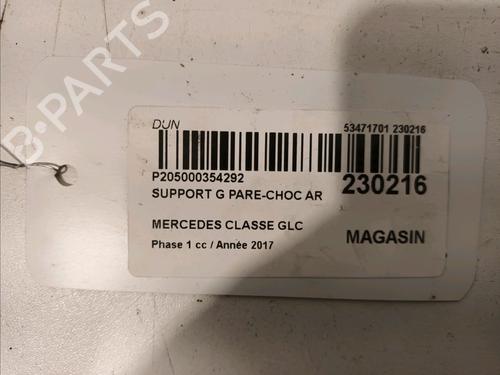 B-PARTS
DUN
53471701 230216
P205000354292
230216
SUPPORT G PARE-CHOC AR
MERCEDES CLASSE GLC
MAGASIN
Phase 1 cc / Année 2017